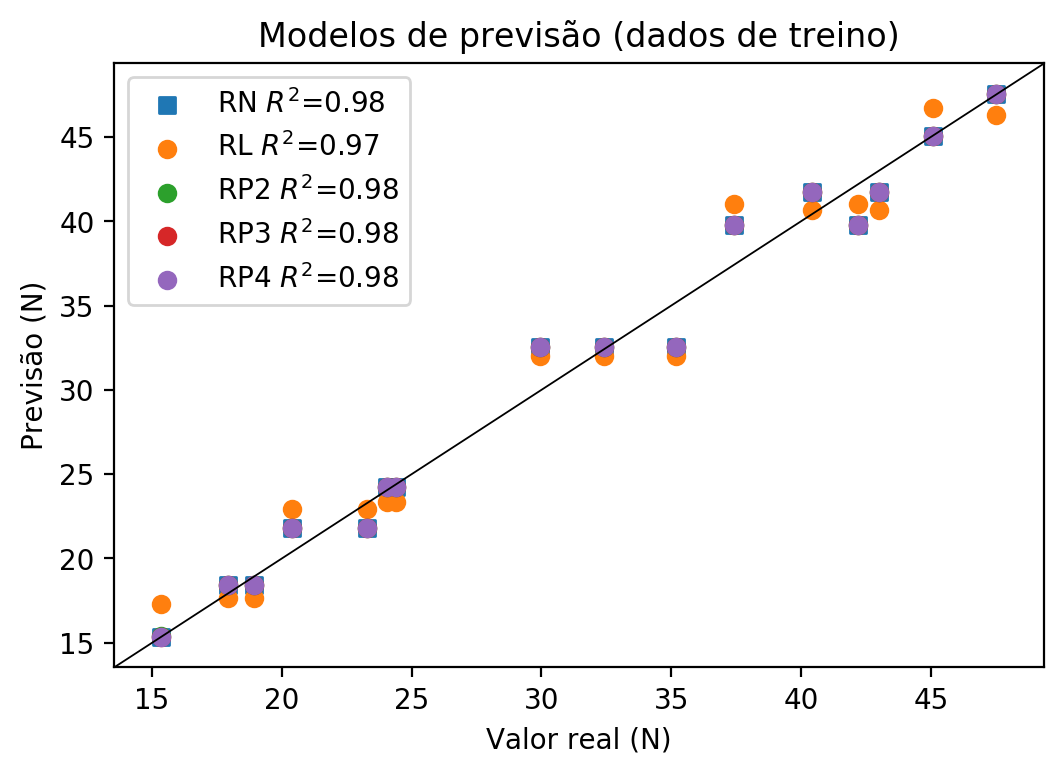 Modelos de previsão (dados de treino)
RN R²=0.98
RL R²=0.97
RP2 R²=0.98
RP3 R²=0.98
RP4 R²=0.98
45
40
35
30
25
20
15
Previsão (N)
15 20 25 30 35 40 45
Valor real (N)